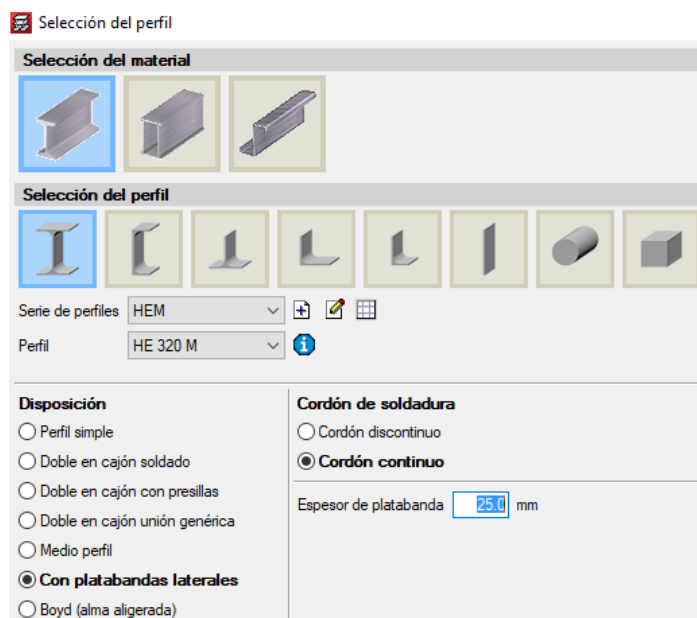 Selección del perfil
Selección del material
Selección del perfil
Serie de perfiles HEM
Perfil HE 320 M
Disposición
Perfil simple
Doble en cajón soldado
Doble en cajón con presillas
Doble en cajón unión genérica
Medio perfil
Con platabandas laterales
Boyd (alma aligerada)
Cordón de soldadura
Cordón discontinuo
Cordón continuo
Espesor de platabanda 25.0 mm